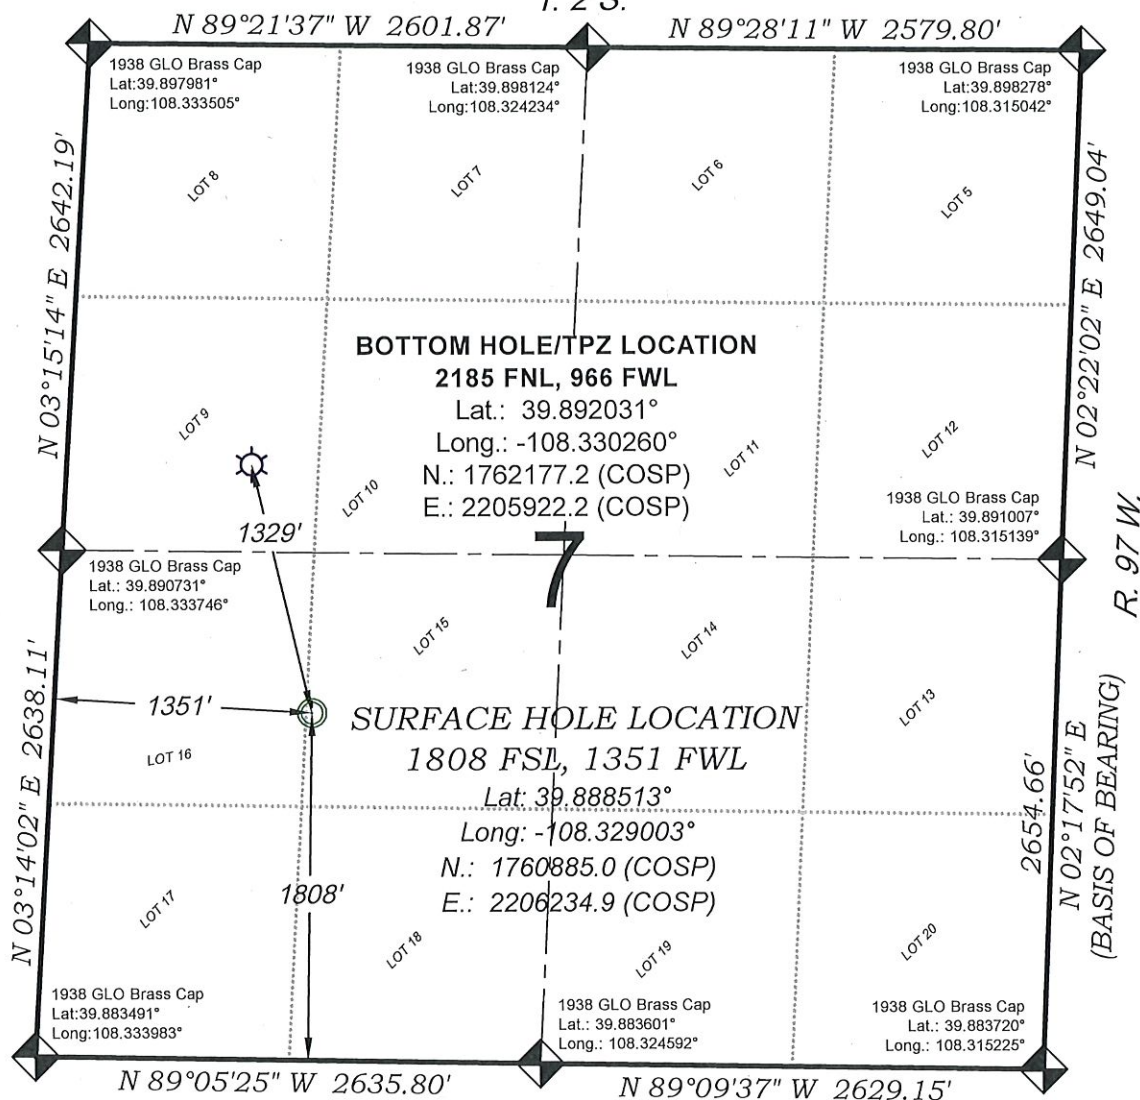 T. 2 S.
N 89°21'37" W 2601.87'
N 89°28'11" W 2579.80'
1938 GLO Brass Cap
Lat:39.897981°
Long:108.333505°
1938 GLO Brass Cap
Lat:39.898124°
Long:108.324234°
1938 GLO Brass Cap
Lat:39.898278°
Long:108.315042°
N 03°15'14" E 2642.19'
LOT 8
LOT 7
LOT 6
LOT 5
N 02°22'02" E 2649.04'
BOTTOM HOLE/TPZ LOCATION
2185 FNL, 966 FWL
Lat.: 39.892031°
Long.: -108.330260°
N.: 1762177.2 (COSP)
E.: 2205922.2 (COSP)
LOT 9
LOT 10
LOT 11
LOT 12
1938 GLO Brass Cap
Lat.: 39.891007°
Long.: 108.315139°
R. 97 W.
1329'
7
1938 GLO Brass Cap
Lat.: 39.890731°
Long.: 108.333746°
LOT 15
LOT 14
LOT 13
N 03°14'02" E 2638.11'
1351'
LOT 16
SURFACE HOLE LOCATION
1808 FSL, 1351 FWL
Lat: 39.888513°
Long: -108.329003°
N.: 1760885.0 (COSP)
E.: 2206234.9 (COSP)
2654.66'
N 02°17'52" E
(BASIS OF BEARING)
1808'
LOT 17
LOT 18
LOT 19
LOT 20
1938 GLO Brass Cap
Lat:39.883491°
Long:108.333983°
1938 GLO Brass Cap
Lat.: 39.883601°
Long.: 108.324592°
1938 GLO Brass Cap
Lat.: 39.883720°
Long.: 108.315225°
N 89°05'25" W 2635.80'
N 89°09'37" W 2629.15'